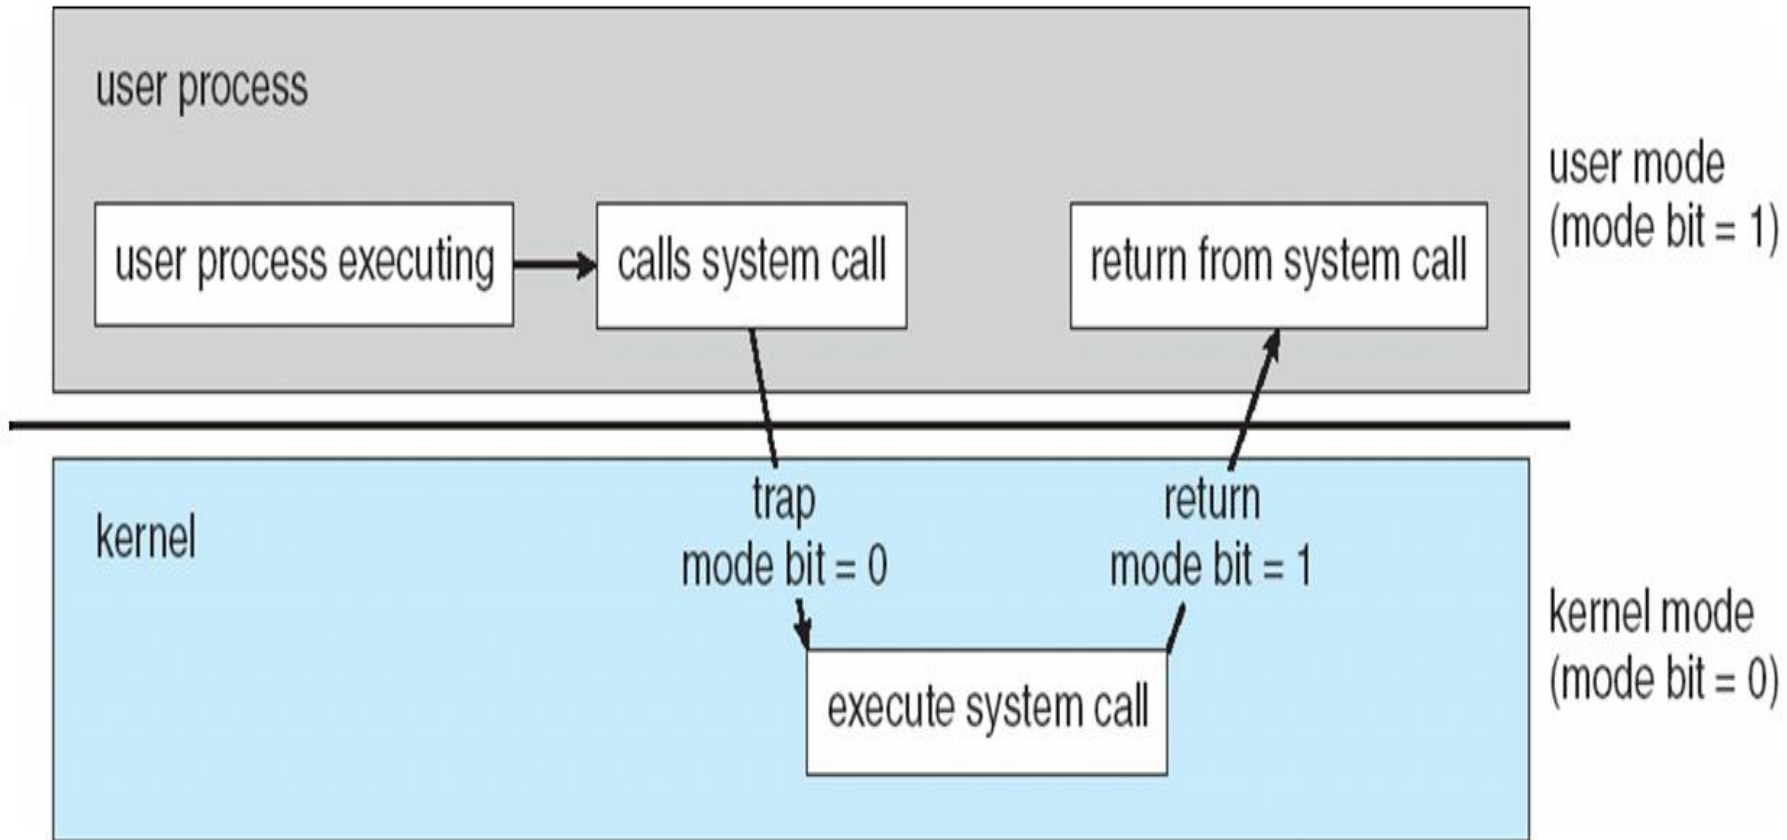 user process
user process executing
calls system call
return from system call
user mode
(mode bit = 1)
kernel
trap
mode bit = 0
return
mode bit = 1
execute system call
kernel mode
(mode bit = 0)